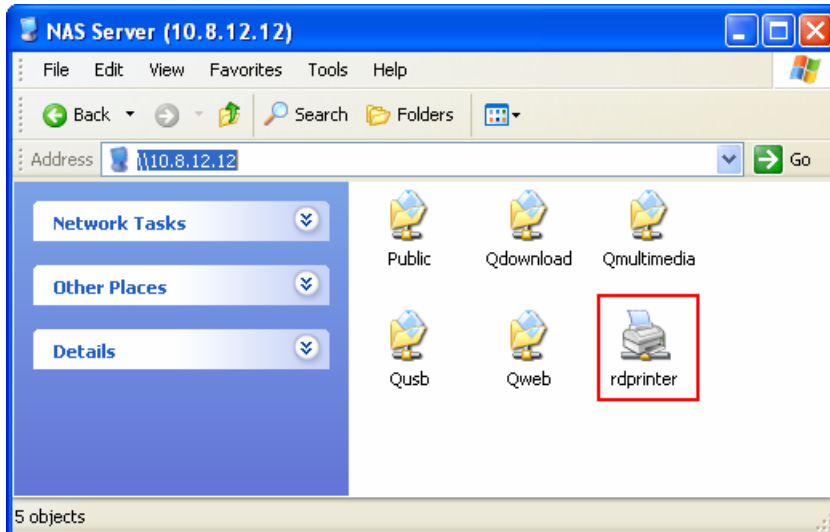 NAS Server (10.8.12.12)
File Edit View Favorites Tools Help
Back Search Folders
Address \\10.8.12.12 Go
Network Tasks
Other Places
Details
Public Qdownload Qmultimedia
Qusb Qweb rdprinter
5 objects